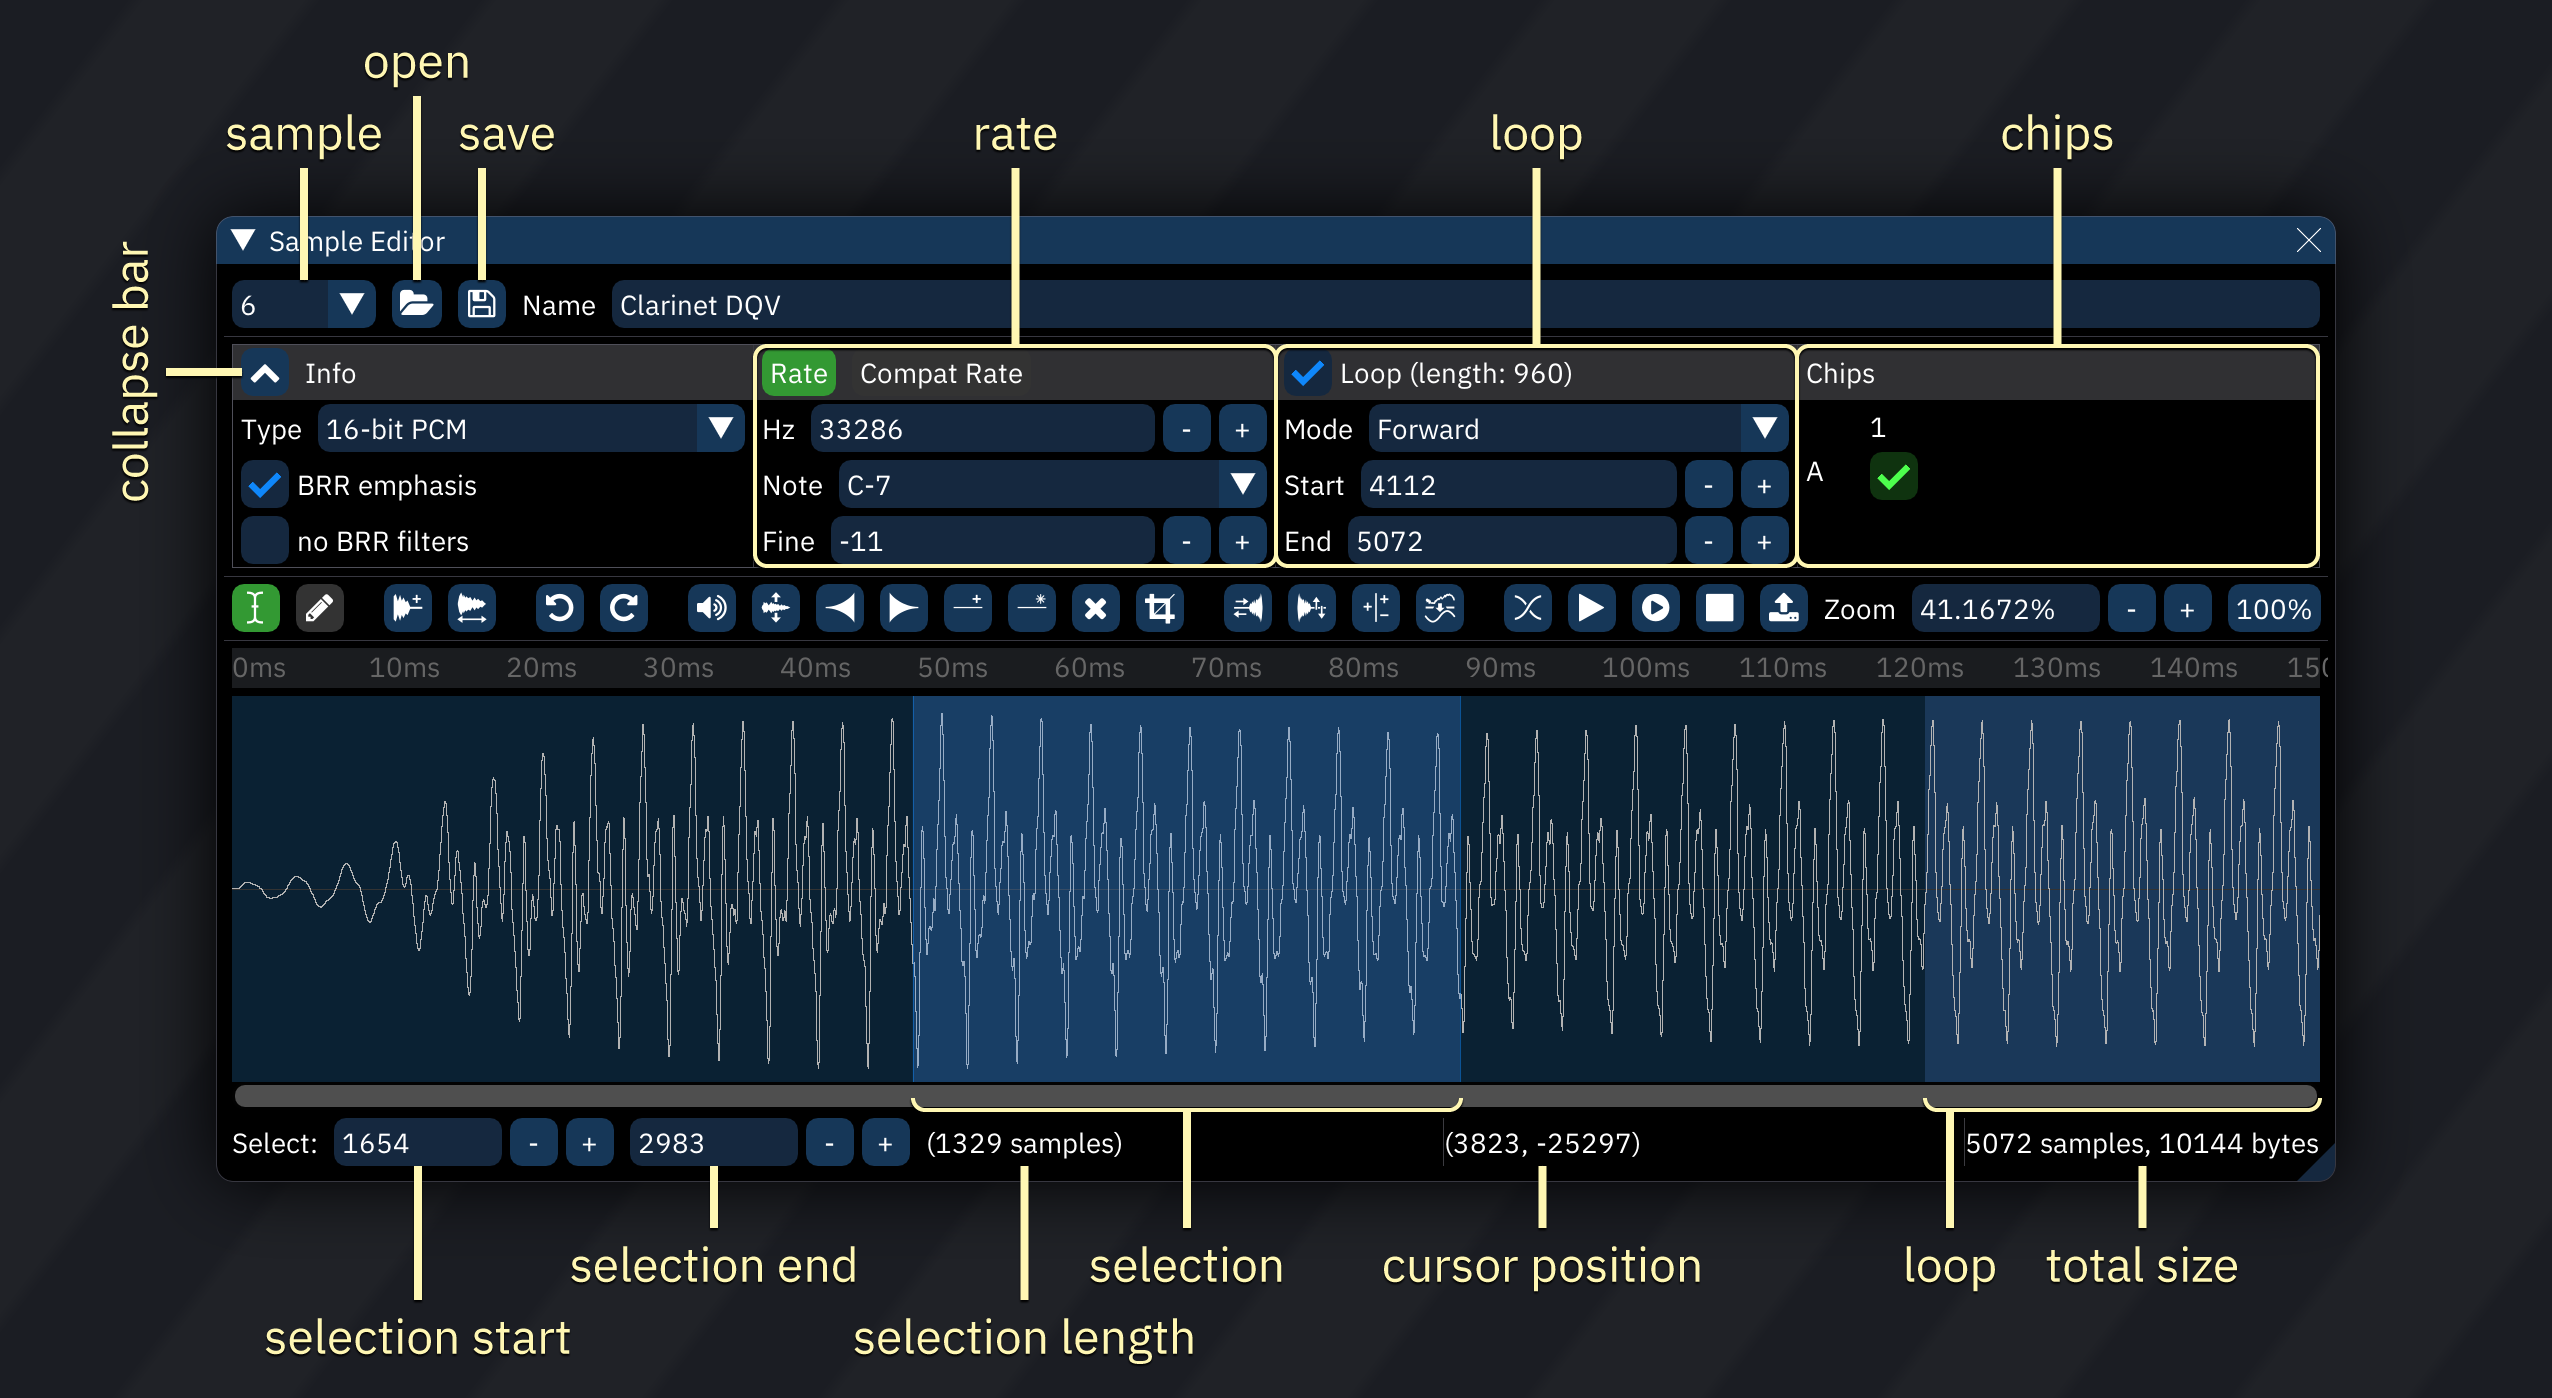 open
sample save rate loop chips
collapse bar
Sample Editor
6 Name Clarinet DQV
Info Rate Compat Rate Loop (length: 960) Chips
Type 16-bit PCM Hz 33286 - + Mode Forward 1
BRR emphasis Note C-7 Start 4112 - + A
no BRR filters Fine -11 - + End 5072 - +
Zoom 41.1672% - + 100%
0ms 10ms 20ms 30ms 40ms 50ms 60ms 70ms 80ms 90ms 100ms 110ms 120ms 130ms 140ms 150
Select: 1654 - + 2983 - + (1329 samples) (3823, -25297) 5072 samples, 10144 bytes
selection end selection cursor position loop total size
selection start selection length